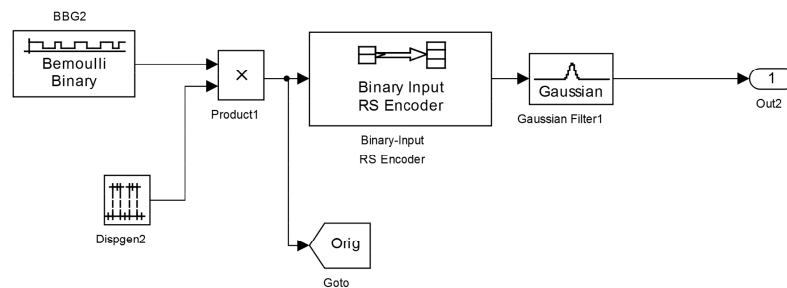 BBG2
Bernoulli
Binary
×
Product1
Binary Input
RS Encoder
Binary-Input
RS Encoder
Gaussian
Gaussian Filter1
1
Out2
Dispgen2
Orig
Goto